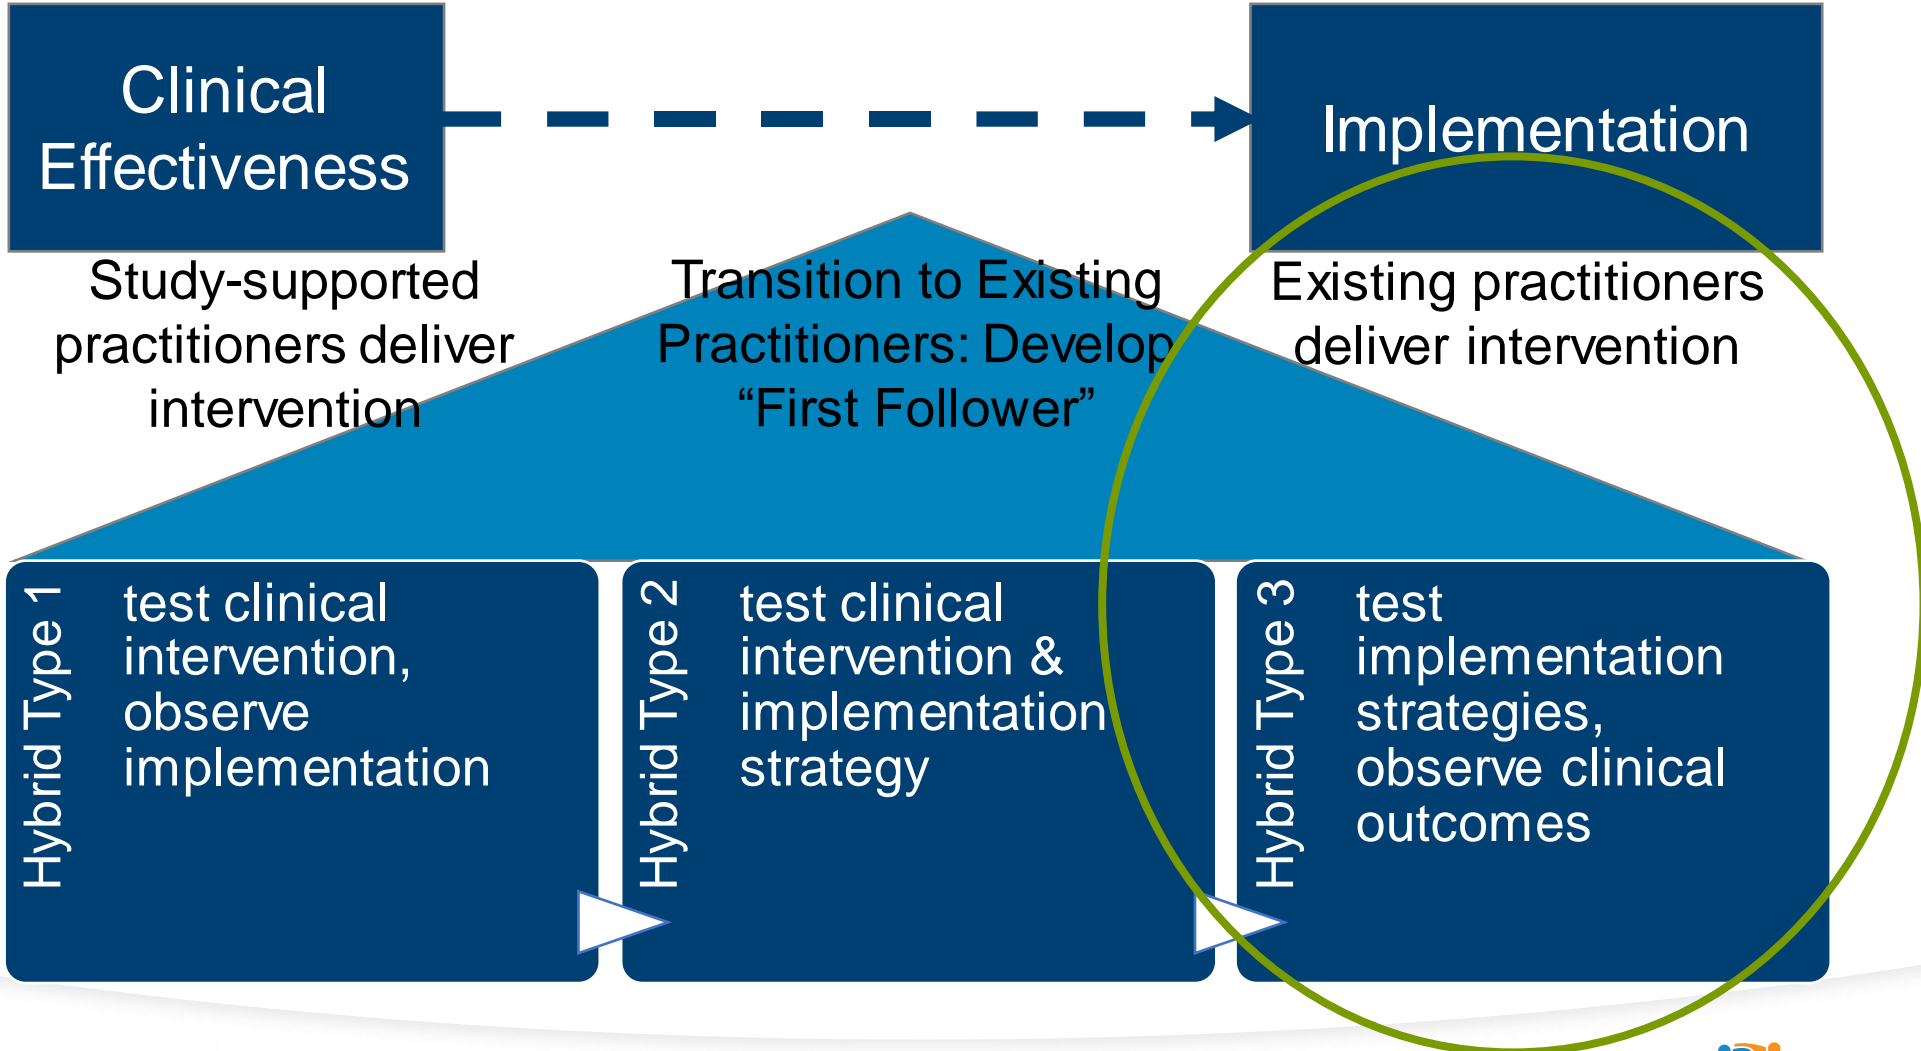 Clinical
Effectiveness
Implementation
Study-supported
practitioners deliver
intervention
Transition to Existing
Practitioners: Develop
“First Follower”
Existing practitioners
deliver intervention
Hybrid Type 1
test clinical
intervention,
observe
implementation
Hybrid Type 2
test clinical
intervention &
implementation
strategy
Hybrid Type 3
test
implementation
strategies,
observe clinical
outcomes